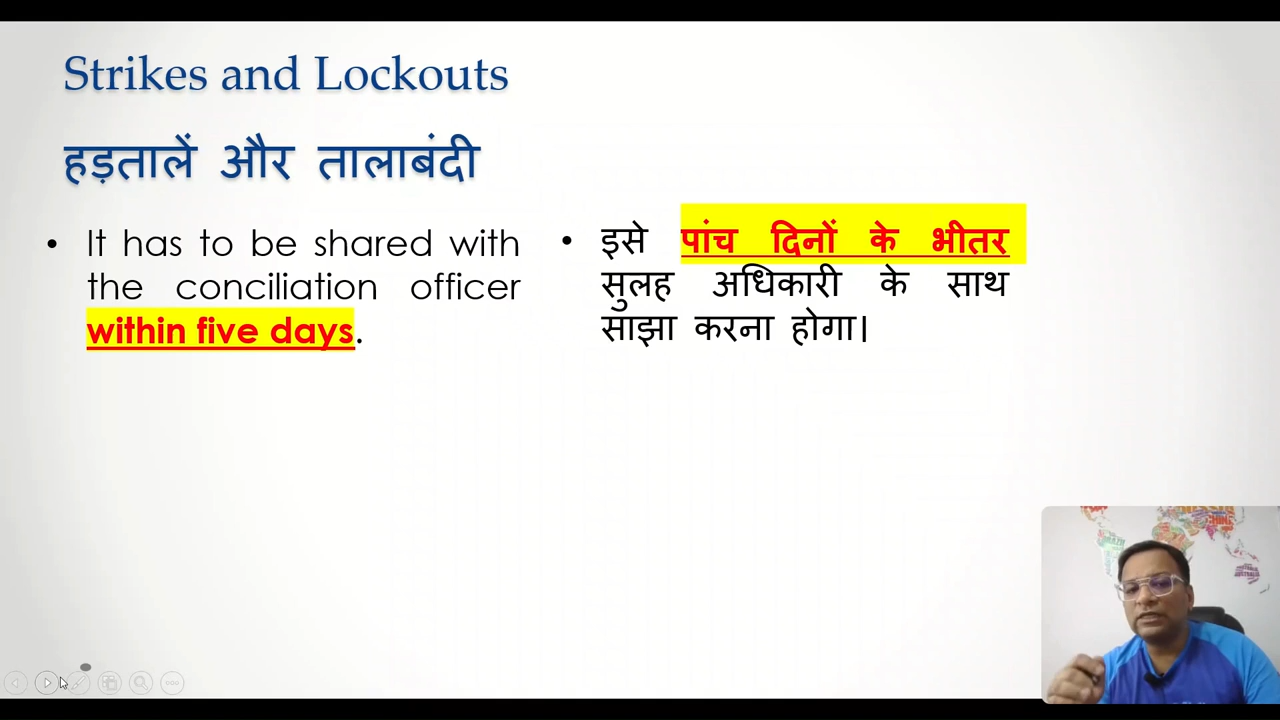 Strikes and Lockouts
हड़तालें और तालाबंदी
• It has to be shared with
the conciliation officer
within five days.
• इसे पांच दिनों के भीतर
सुलह अधिकारी के साथ
साझा करना होगा।